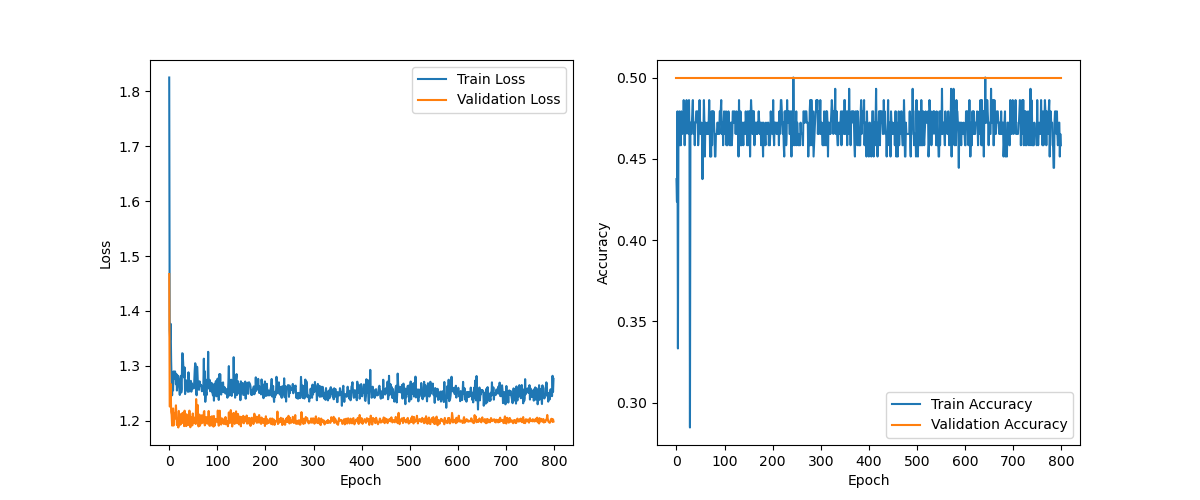 Train Loss
Validation Loss
1.8
1.7
1.6
1.5
1.4
1.3
1.2
Loss
0 100 200 300 400 500 600 700 800
Epoch
0.50
0.45
0.40
0.35
0.30
Accuracy
Train Accuracy
Validation Accuracy
0 100 200 300 400 500 600 700 800
Epoch